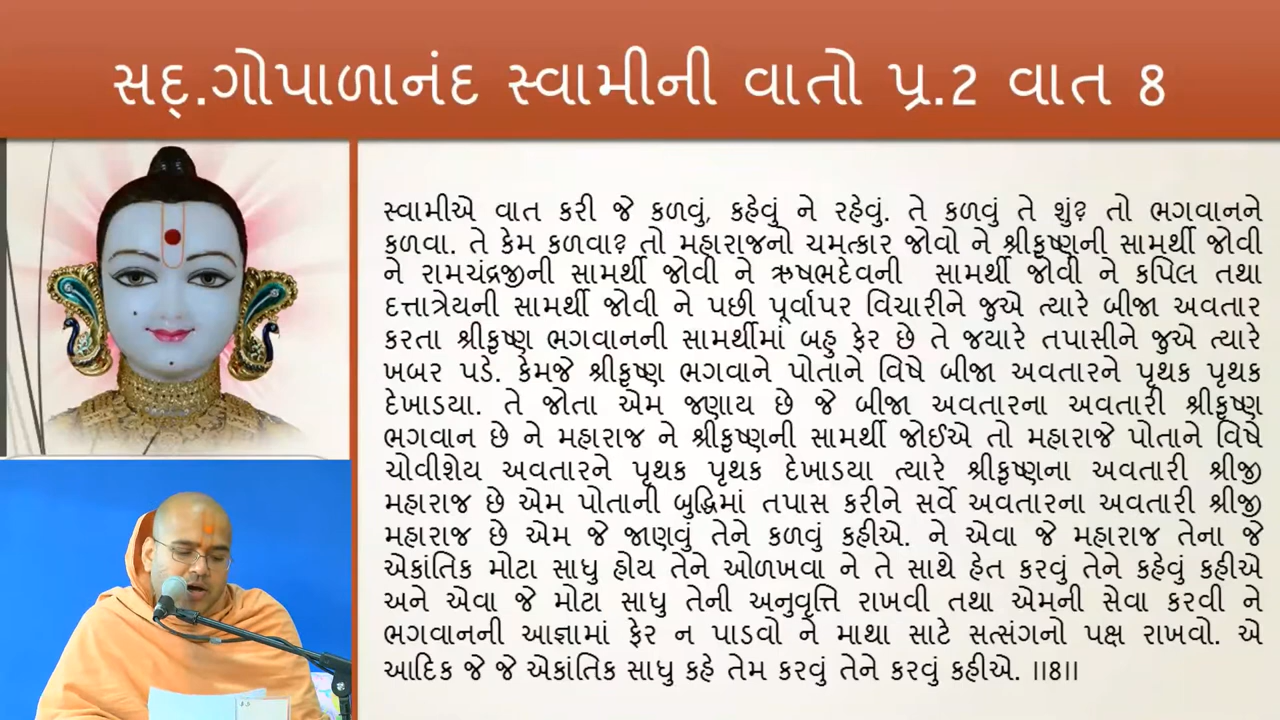 સદ્.ગોપાળાનંદ સ્વામીની વાતો પ્ર.2 વાત 8
સ્વામીએ વાત કરી જે કળવું, કહેવું ને રહેવું. તે કળવું તે શું? તો ભગવાનને
કળવા. તે કેમ કળવા? તો મહારાજનો ચમત્કાર જોવો ને શ્રીકૃષ્ણની સામર્થી જોવી
ને રામચંદ્રજીની સામર્થી જોવી ને ઋષભદેવની સામર્થી જોવી ને કપિલ તથા
દત્તાત્રેયની સામર્થી જોવી ને પછી પૂર્વાપર વિચારીને જુએ ત્યારે બીજા અવતાર
કરતા શ્રીકૃષ્ણ ભગવાનની સામર્થીમાં બહુ ફેર છે તે જયારે તપાસીને જુએ ત્યારે
ખબર પડે. કેમજે શ્રીકૃષ્ણ ભગવાને પોતાને વિષે બીજા અવતારને પૃથક પૃથક
દેખાડયા. તે જોતા એમ જણાય છે જે બીજા અવતારના અવતારી શ્રીકૃષ્ણ
ભગવાન છે ને મહારાજ ને શ્રીકૃષ્ણની સામર્થી જોઈએ તો મહારાજે પોતાને વિષે
ચોવીશેય અવતારને પૃથક પૃથક દેખાડયા ત્યારે શ્રીકૃષ્ણના અવતારી શ્રીજી
મહારાજ છે એમ પોતાની બુદ્ધિમાં તપાસ કરીને સર્વે અવતારના અવતારી શ્રીજી
મહારાજ છે એમ જે જાણવું તેને કળવું કહીએ. ને એવા જે મહારાજ તેના જે
એકાંતિક મોટા સાધુ હોય તેને ઓળખવા ને તે સાથે હેત કરવું તેને કહેવું કહીએ
અને એવા જે મોટા સાધુ તેની અનુવૃત્તિ રાખવી તથા એમની સેવા કરવી ને
ભગવાનની આજ્ઞામાં ફેર ન પાડવો ને માથા સાટે સત્સંગનો પક્ષ રાખવો. એ
આદિક જે જે એકાંતિક સાધુ કહે તેમ કરવું તેને કરવું કહીએ. ॥8॥